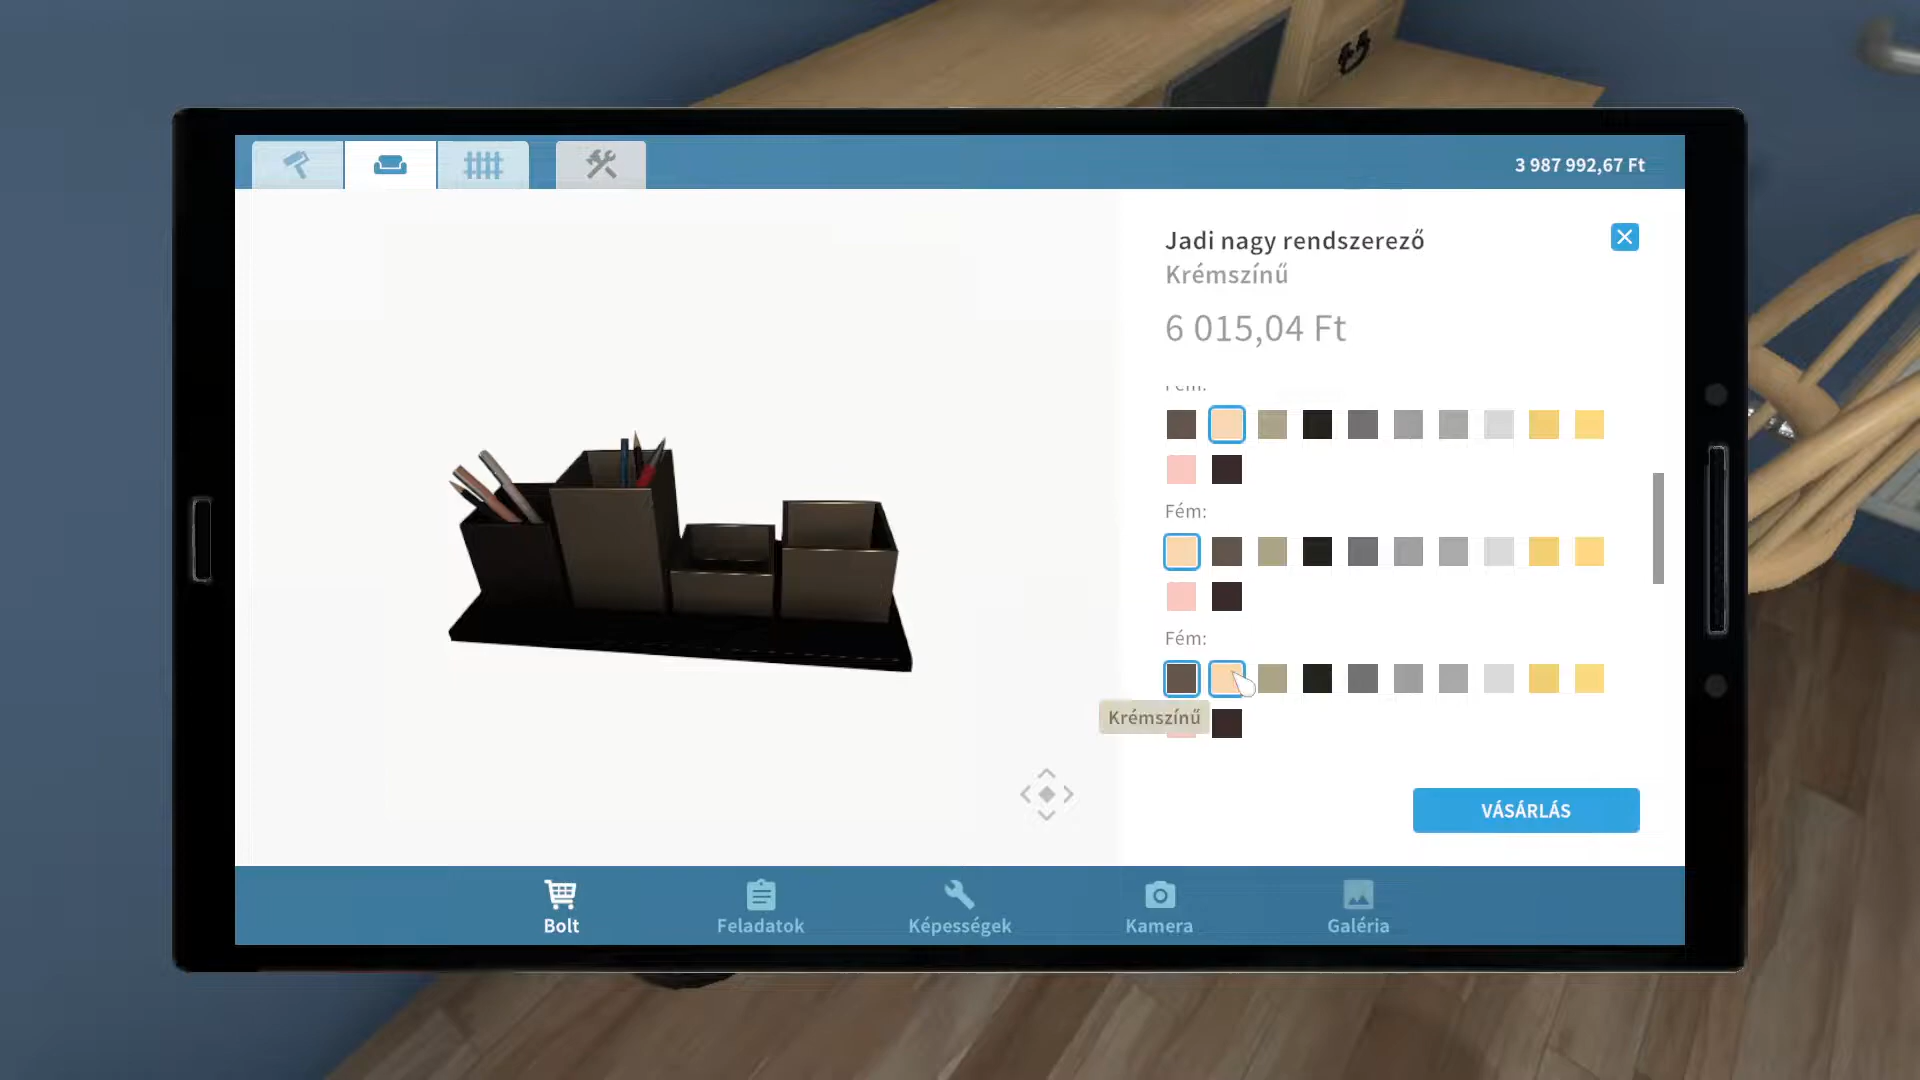 3 987 992,67 Ft
Jadi nagy rendszerező
Krémszínű
6 015,04 Ft
Fém:
Fém:
Fém:
Krémszínű
VÁSÁRLÁS
Bolt
Feladatok
Képességek
Kamera
Galéria